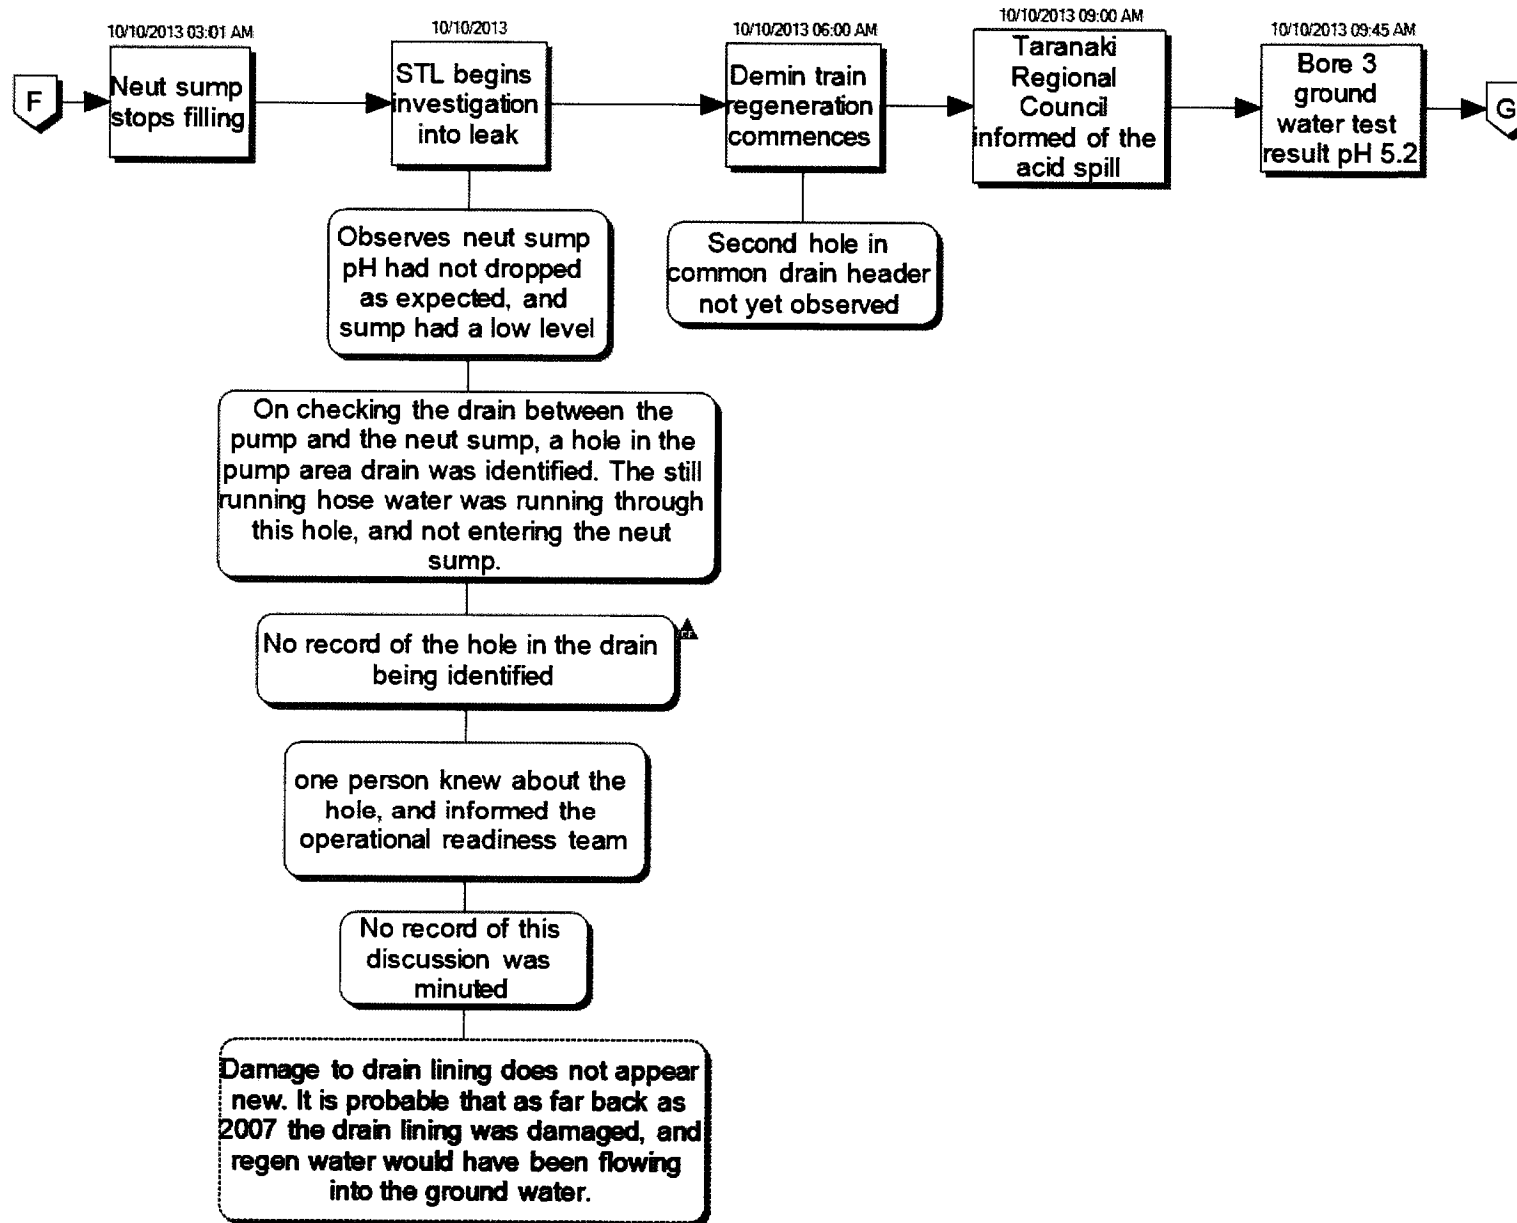 F
10/10/2013 03:01 AM
Neut sump
stops filling
10/10/2013
STL begins
investigation
into leak
10/10/2013 06:00 AM
Demin train
regeneration
commences
10/10/2013 09:00 AM
Taranaki
Regional
Council
informed of the
acid spill
10/10/2013 09:45 AM
Bore 3
ground
water test
result pH 5.2
G
Observes neut sump
pH had not dropped
as expected, and
sump had a low level
Second hole in
common drain header
not yet observed
On checking the drain between the
pump and the neut sump, a hole in the
pump area drain was identified. The still
running hose water was running through
this hole, and not entering the neut
sump.
No record of the hole in the drain
being identified
one person knew about the
hole, and informed the
operational readiness team
No record of this
discussion was
minuted
Damage to drain lining does not appear
new. It is probable that as far back as
2007 the drain lining was damaged, and
regen water would have been flowing
into the ground water.